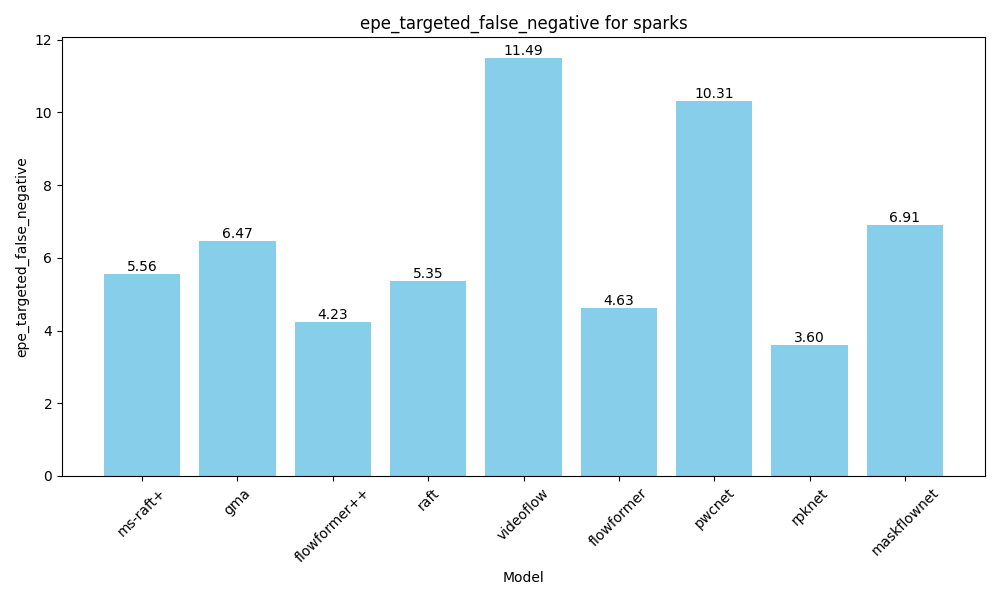 epe_targeted_false_negative for sparks
epe_targeted_false_negative
12
10
8
6
4
2
0
5.56
6.47
4.23
5.35
11.49
4.63
10.31
3.60
6.91
ms-raft+
gma
flowformer++
raft
videoflow
flowformer
pwcnet
rpknet
maskflownet
Model